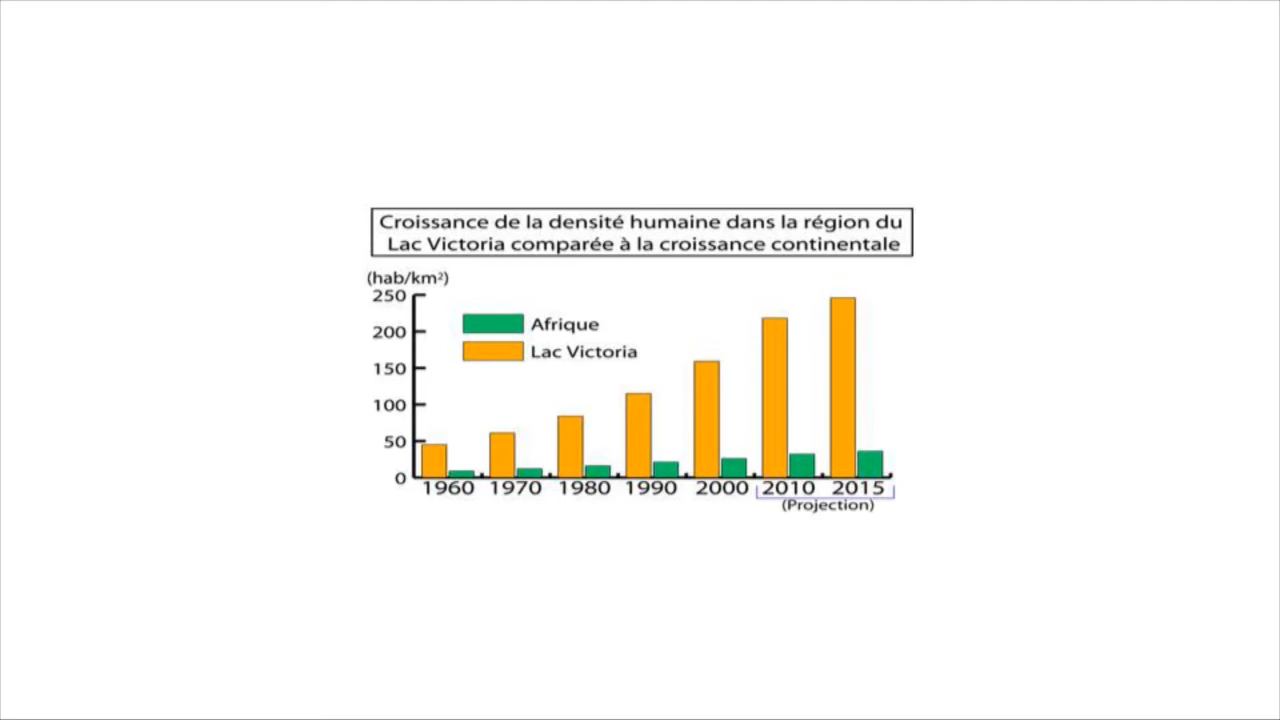 Croissance de la densité humaine dans la région du
Lac Victoria comparée à la croissance continentale
(hab/km²)
250
200
150
100
50
0
Afrique
Lac Victoria
1960 1970 1980 1990 2000 2010 2015
(Projection)